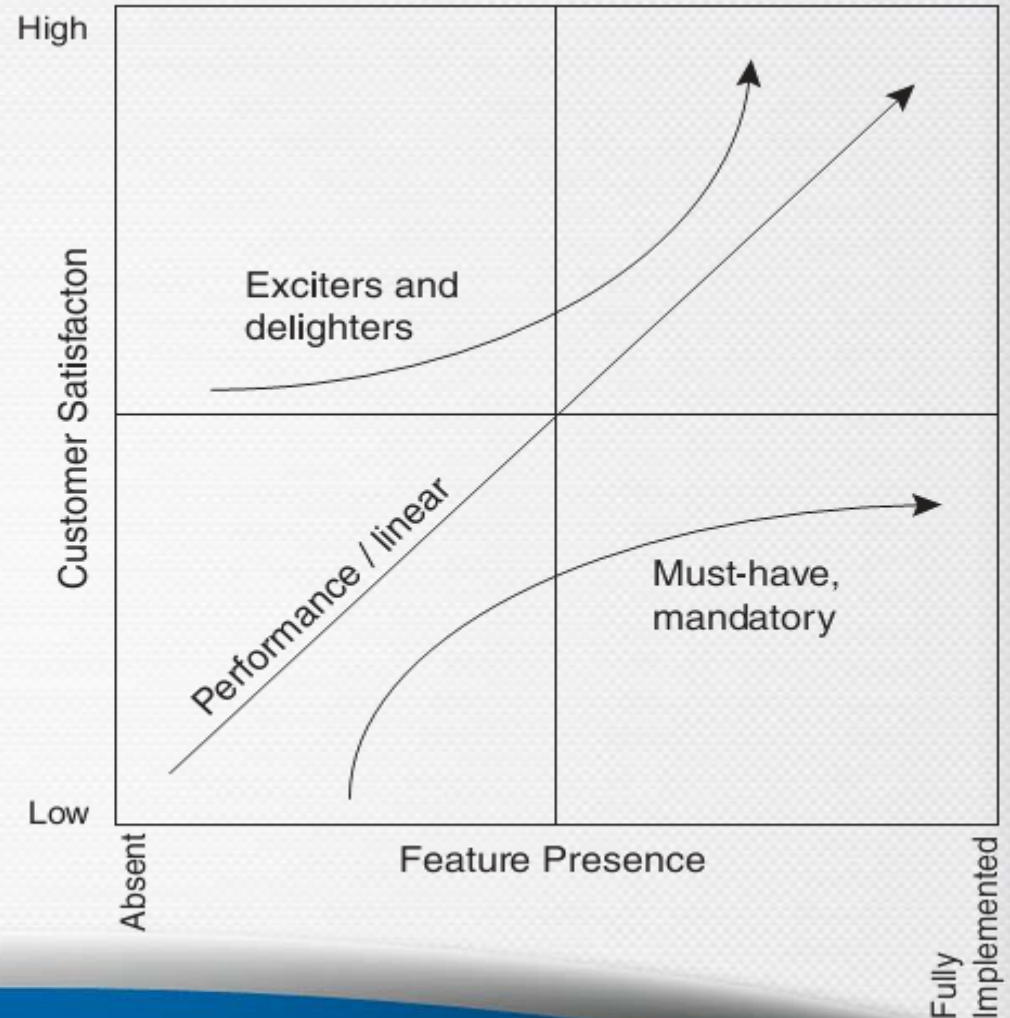 High
Exciters and
delighters
Customer Satisfacton
Performance / linear
Must-have,
mandatory
Low
Absent
Feature Presence
Fully
Implemented